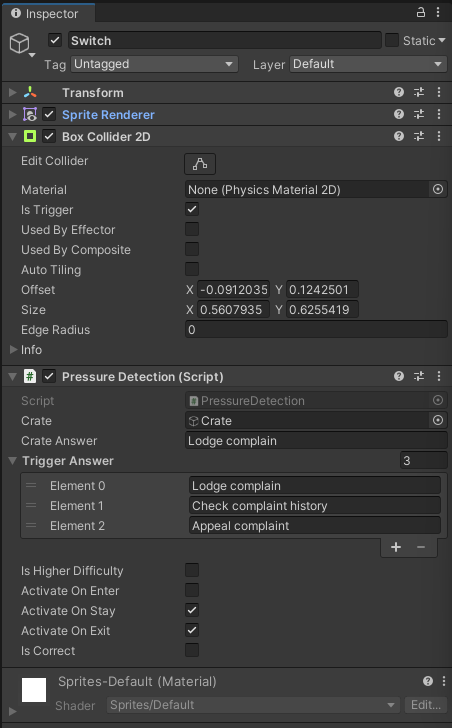 Inspector
Switch
Static
Tag Untagged Layer Default
Transform
Sprite Renderer
Box Collider 2D
Edit Collider
Material None (Physics Material 2D)
Is Trigger
Used By Effector
Used By Composite
Auto Tiling
Offset X -0.0912035 Y 0.1242501
Size X 0.5607935 Y 0.6255419
Edge Radius 0
Info
Pressure Detection (Script)
Script PressureDetection
Crate Crate
Crate Answer Lodge complain
Trigger Answer 3
Element 0 Lodge complain
Element 1 Check complaint history
Element 2 Appeal complaint
Is Higher Difficulty
Activate On Enter
Activate On Stay
Activate On Exit
Is Correct
Sprites-Default (Material)
Shader Sprites/Default Edit...